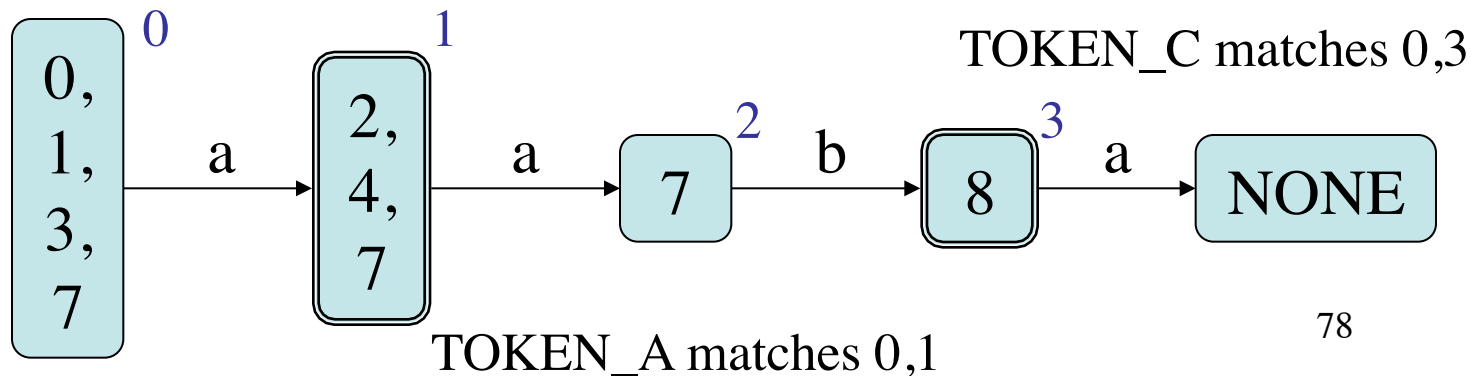 0
1
TOKEN_C matches 0,3
0,
1,
3,
7
a
2,
4,
7
a
2
7
b
3
8
a
NONE
TOKEN_A matches 0,1
78